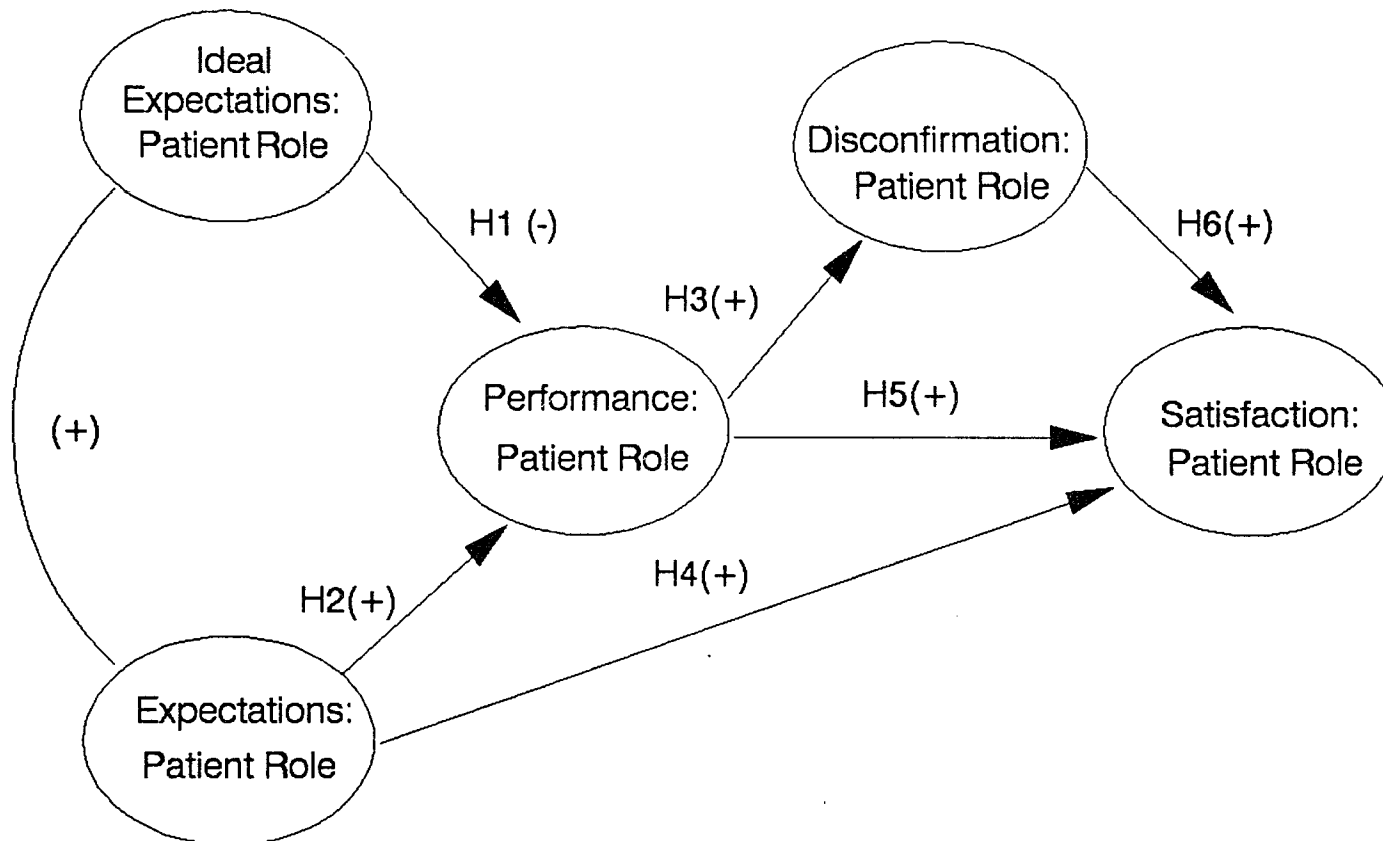 Ideal
Expectations:
Patient Role
Disconfirmation:
Patient Role
H1 (-)
H6(+)
H3(+)
Performance:
Patient Role
H5(+)
Satisfaction:
Patient Role
(+)
H2(+)
H4(+)
Expectations:
Patient Role